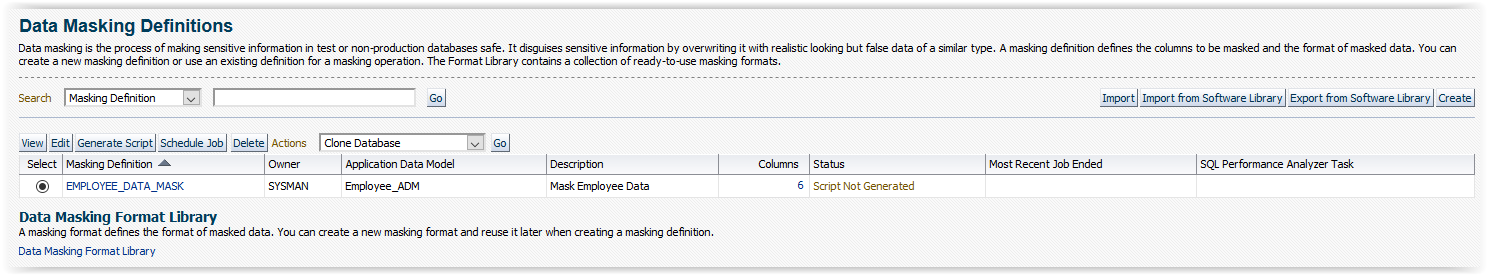 Data Masking Definitions
Data masking is the process of making sensitive information in test or non-production databases safe. It disguises sensitive information by overwriting it with realistic looking but false data of a similar type. A masking definition defines the columns to be masked and the format of masked data. You can
create a new masking definition or use an existing definition for a masking operation. The Format Library contains a collection of ready-to-use masking formats.
Search Masking Definition Go Import Import from Software Library Export from Software Library Create
View Edit Generate Script Schedule Job Delete Actions Clone Database Go
Select Masking Definition Owner Application Data Model Description Columns Status Most Recent Job Ended SQL Performance Analyzer Task
EMPLOYEE_DATA_MASK SYSMAN Employee_ADM Mask Employee Data 6 Script Not Generated
Data Masking Format Library
A masking format defines the format of masked data. You can create a new masking format and reuse it later when creating a masking definition.
Data Masking Format Library